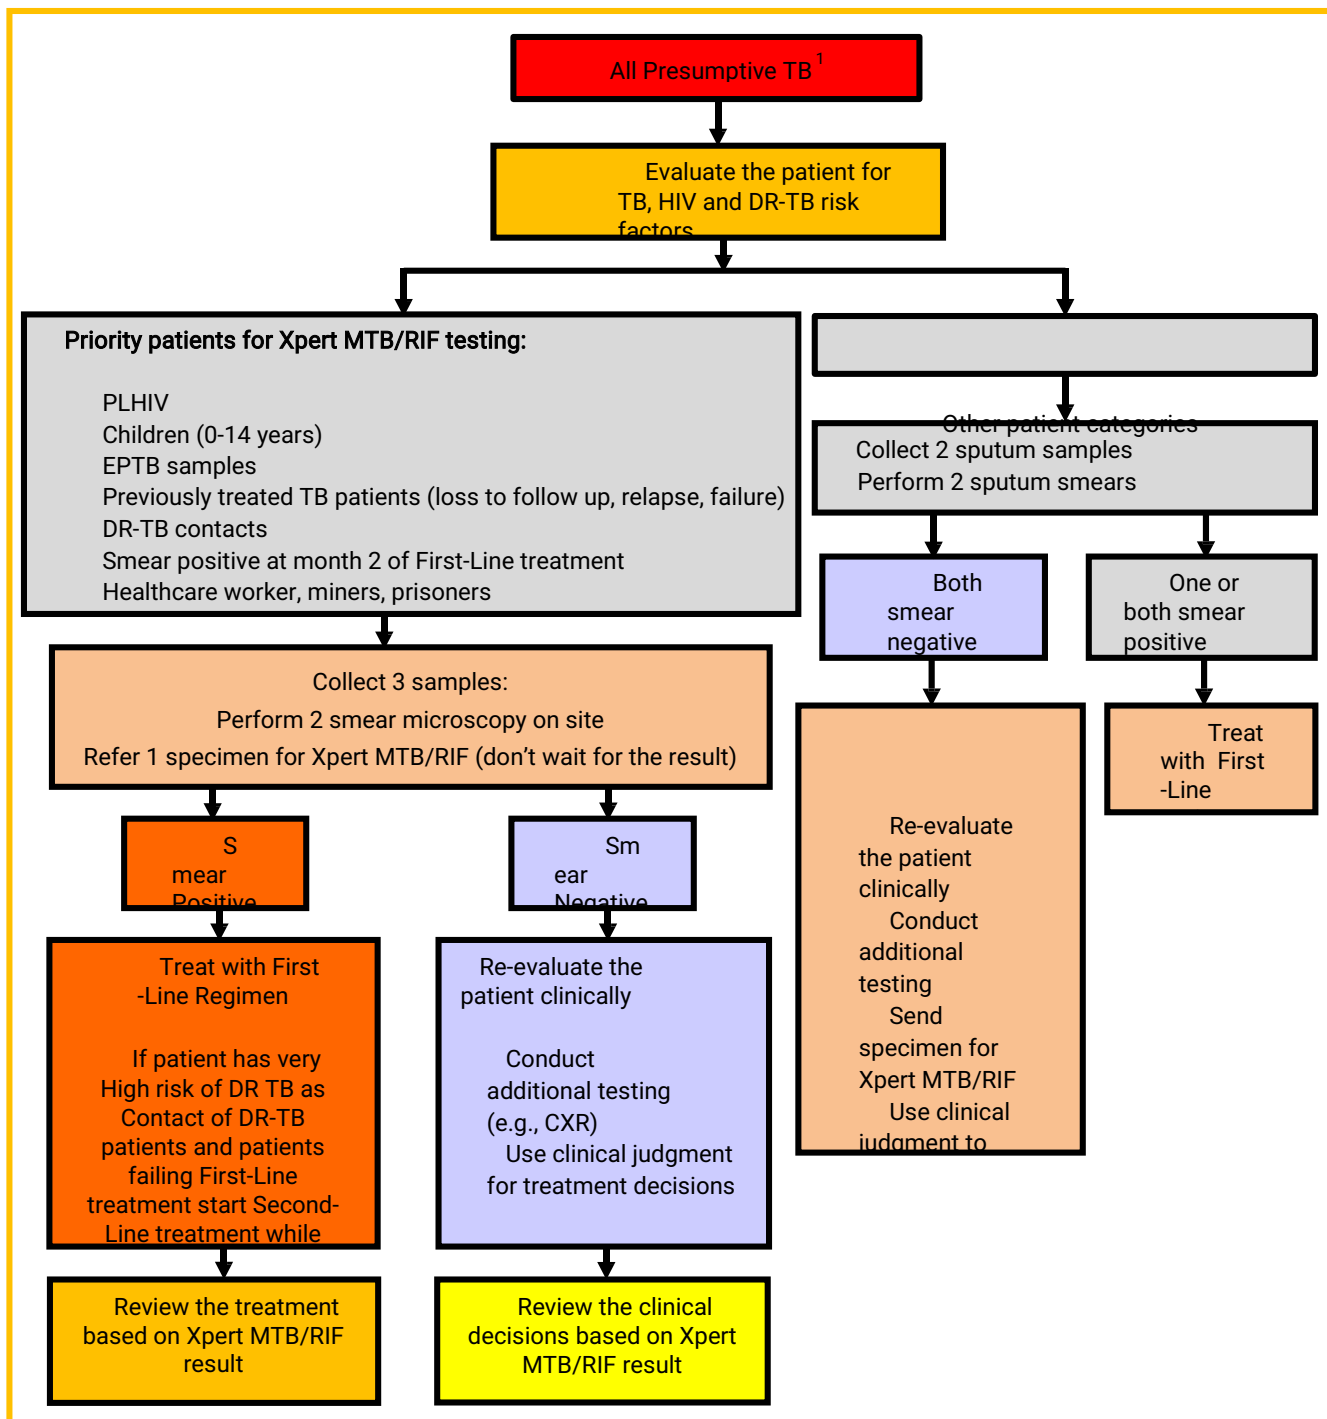 All Presumptive TB1
Evaluate the patient for
TB, HIV and DR-TB risk
factors
Priority patients for Xpert MTB/RIF testing:
PLHIV
Children (0-14 years)
EPTB samples
Previously treated TB patients (loss to follow up, relapse, failure)
DR-TB contacts
Smear positive at month 2 of First-Line treatment
Healthcare worker, miners, prisoners
Collect 3 samples:
Perform 2 smear microscopy on site
Refer 1 specimen for Xpert MTB/RIF (don't wait for the result)
S
mear
Positive
Treat with First
-Line Regimen
If patient has very
High risk of DR TB as
Contact of DR-TB
patients and patients
failing First-Line
treatment start Second-
Line treatment while
Review the treatment
based on Xpert MTB/RIF
result
Sm
ear
Negative
Re-evaluate the
patient clinically
Conduct
additional testing
(e.g., CXR)
Use clinical judgment
for treatment decisions
Review the clinical
decisions based on Xpert
MTB/RIF result
Other patient categories
Collect 2 sputum samples
Perform 2 sputum smears
Both
smear
negative
Re-evaluate
the patient
clinically
Conduct
additional
testing
Send
specimen for
Xpert MTB/RIF
Use clinical
judgment to
One or
both smear
positive
Treat
with First
-Line